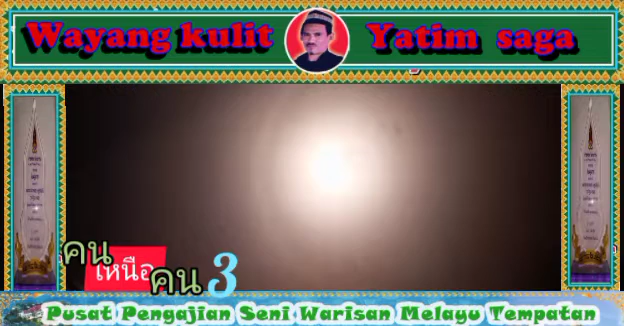 Wayang kulit Yatim saga
คน
เหนือ
คน 3
Pusat Pengajian Seni Warisan Melayu Tempatan